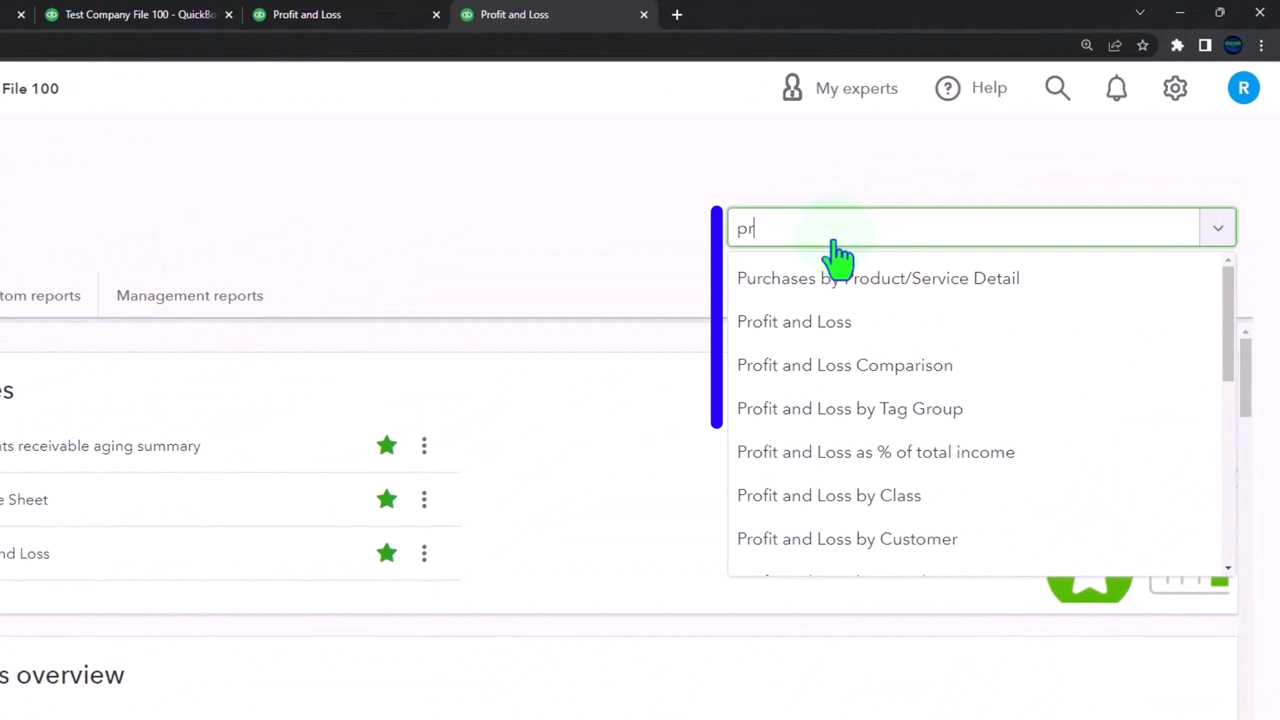 Test Company File 100 - QuickBo
Profit and Loss
Profit and Loss
File 100
My experts
Help
R
pr
Purchases by Product/Service Detail
Profit and Loss
Profit and Loss Comparison
Profit and Loss by Tag Group
Profit and Loss as % of total income
Profit and Loss by Class
Profit and Loss by Customer
tom reports
Management reports
es
nts receivable aging summary
e Sheet
nd Loss
s overview